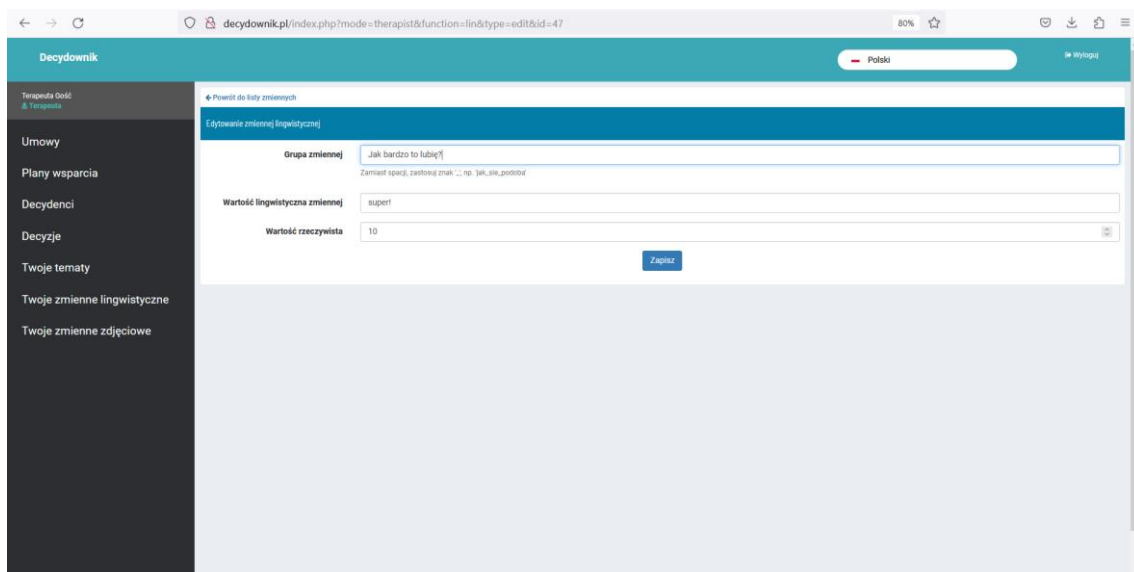 decydownik.pl/index.php?mode=therapist&function=lin&type=edit&id=47
80%
Decydownik
Polski
Wyloguj
Terapeuta Gość
Terapeuta
Umowy
Plany wsparcia
Decydenci
Decyzje
Twoje tematy
Twoje zmienne lingwistyczne
Twoje zmienne zdjęciowe
Powrót do listy zmiennych
Edytowanie zmiennej lingwistycznej
Grupa zmiennej
Jak bardzo to lubię?
Zamiast spacji, zastosuj znak '_'; np. 'jak_sie_podoba'
Wartość lingwistyczna zmiennej
super!
Wartość rzeczywista
10
Zapisz